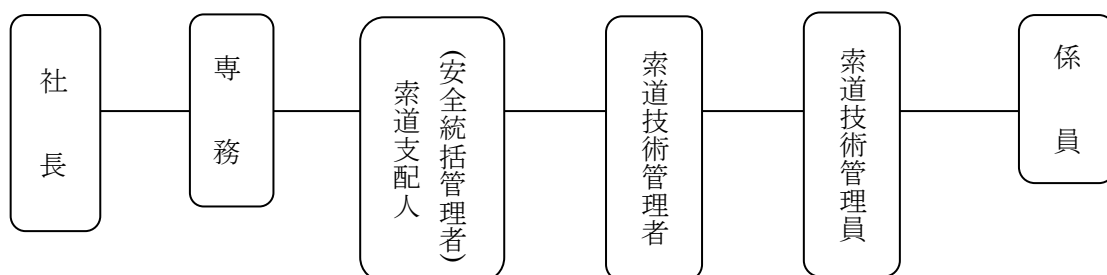 社長
専務
(安全統括管理者)
索道支配人
索道技術管理者
索道技術管理員
係員